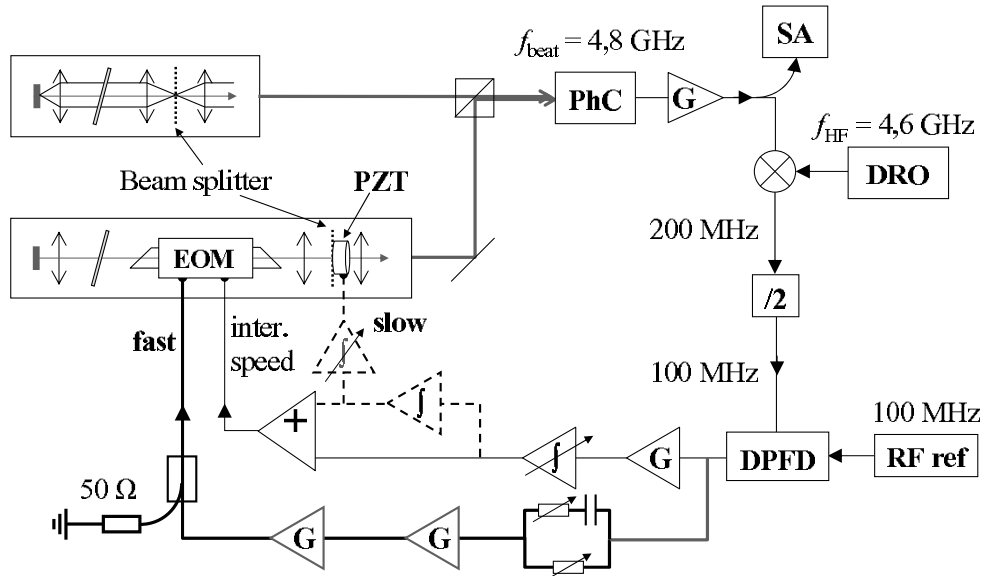 SA
f_beat = 4,8 GHz
PhC
G
f_HF = 4,6 GHz
DRO
Beam splitter
PZT
200 MHz
EOM
/2
fast
inter.
speed
slow
∫
100 MHz
∫
100 MHz
+
∫
G
DPFD
RF ref
50 Ω
G
G